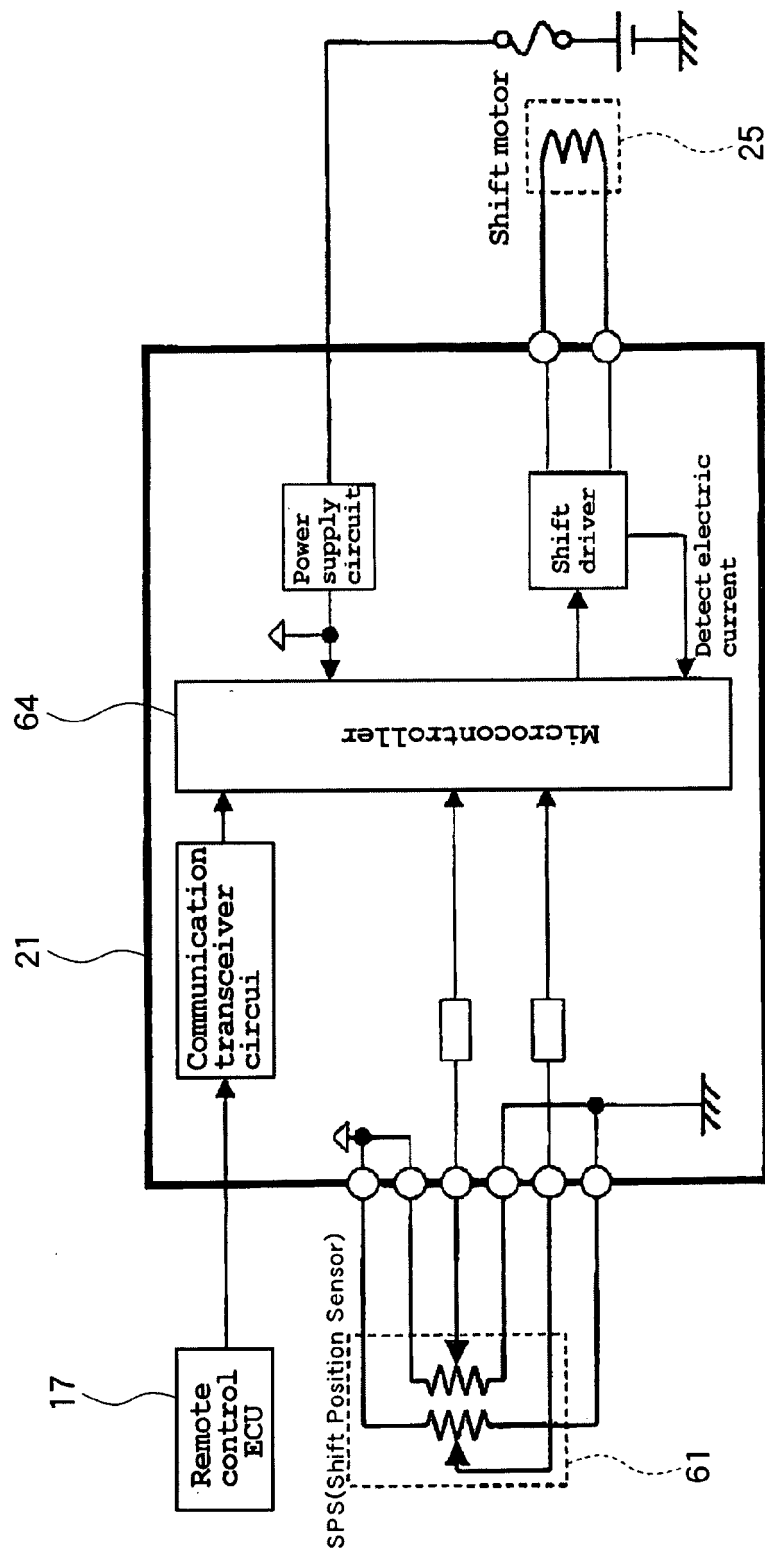 17
Remote
control
ECU
21
Communication
transceiver
circui
64
Microcontroller
Power
supply
circuit
Shift
driver
Detect electric
current
Shift motor
25
SPS(Shift Position Sensor)
61